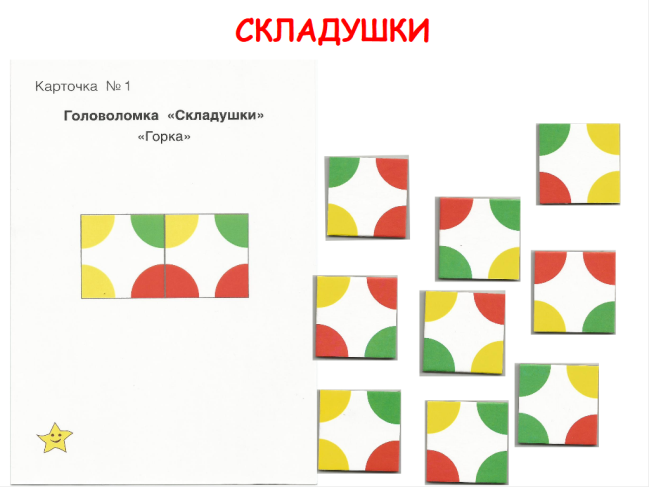 СКЛАДУШКИ
Карточка № 1
Головоломка «Складушки»
«Горка»